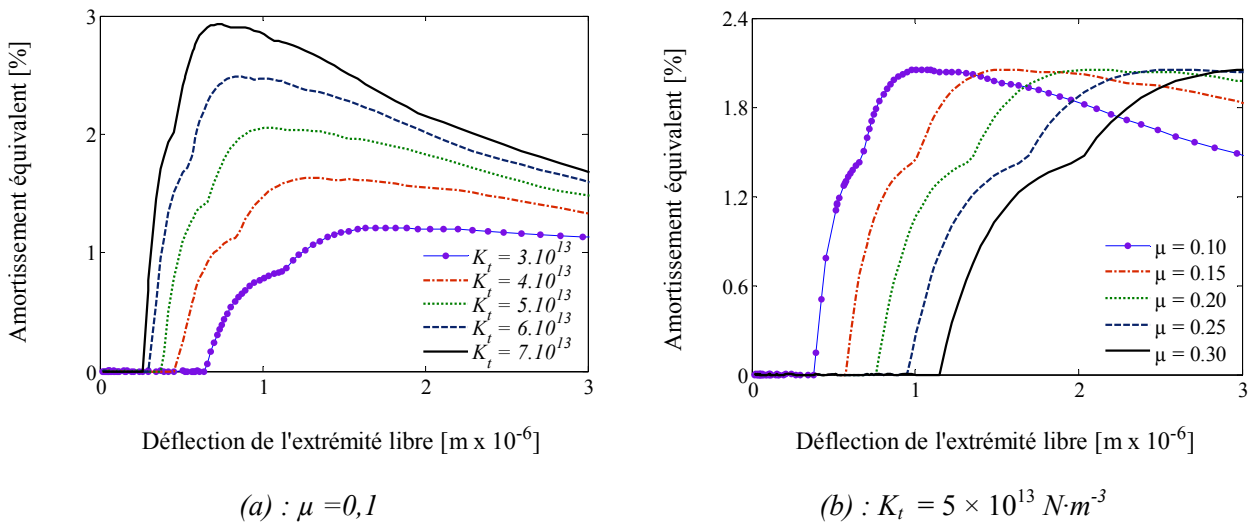 Amortissement équivalent [%]
3
2
1
0
0
1
2
3
K_t = 3.10^13
K_t = 4.10^13
K_t = 5.10^13
K_t = 6.10^13
K_t = 7.10^13
Déflection de l'extrémité libre [m x 10^-6]
(a) : μ =0,1
Amortissement équivalent [%]
2.4
1.8
1.2
0.6
0
0
1
2
3
μ = 0.10
μ = 0.15
μ = 0.20
μ = 0.25
μ = 0.30
Déflection de l'extrémité libre [m x 10^-6]
(b) : K_t = 5 × 10^13 N·m^-3